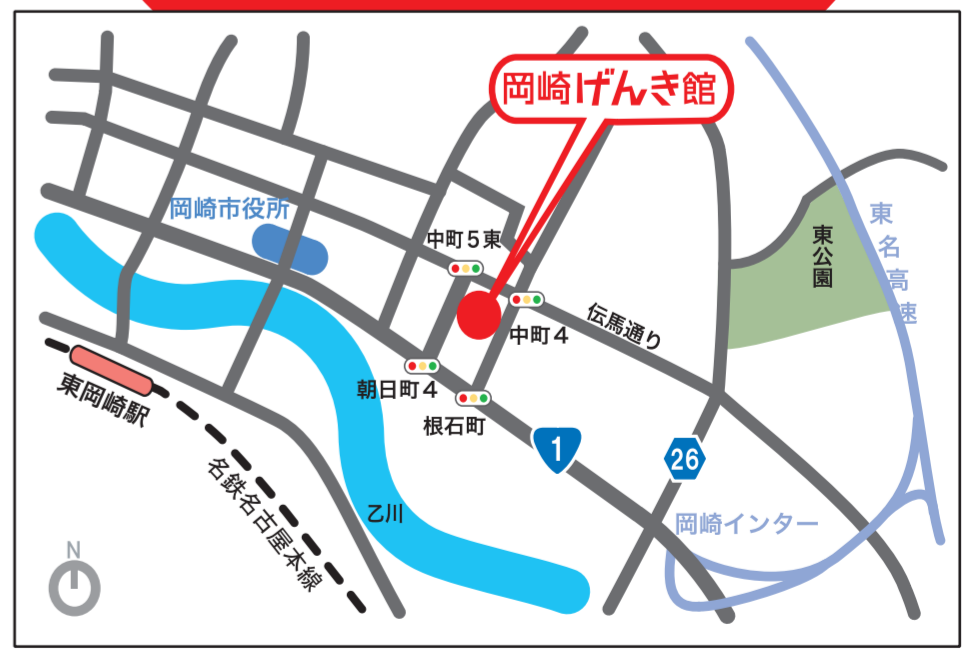 岡崎げんき館
岡崎市役所
中町5東
東公園
東名高速
中町4
伝馬通り
朝日町4
東岡崎駅
根石町
1
26
名鉄名古屋本線
乙川
岡崎インター
N